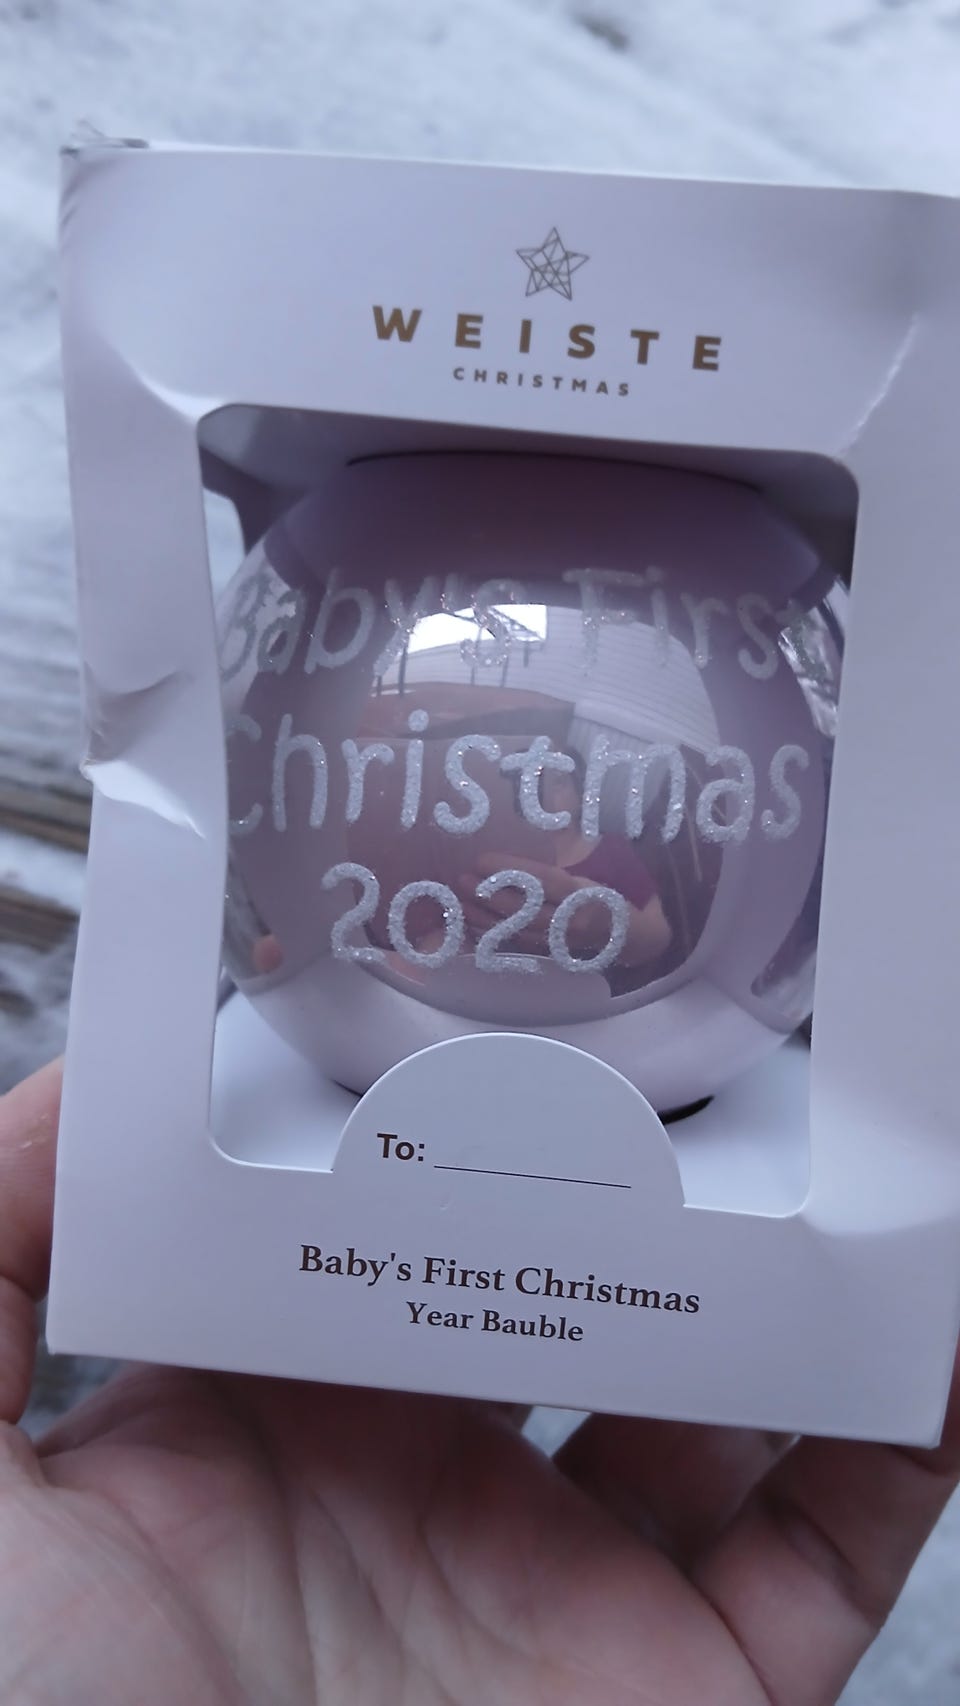 WEISTE
CHRISTMAS
Baby's First
Christmas
2020
To:
Baby's First Christmas
Year Bauble